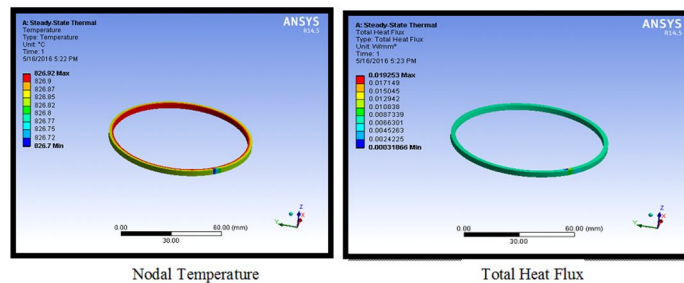 A: Steady-State Thermal
Temperature
Type: Temperature
Unit: °C
Time: 1
5/16/2016 5:22 PM
826.92 Max
826.9
826.87
826.85
826.82
826.8
826.77
826.75
826.72
826.7 Min
ANSYS
R14.5
0.00
60.00 (mm)
30.00
Z
X
Y
Nodal Temperature
A: Steady-State Thermal
Total Heat Flux
Type: Total Heat Flux
Unit: W/mm²
Time: 1
5/16/2016 5:23 PM
0.019253 Max
0.017149
0.015045
0.012942
0.010838
0.0087339
0.0066301
0.0045263
0.0024225
0.00031866 Min
ANSYS
R14.5
0.00
60.00 (mm)
30.00
Z
X
Y
Total Heat Flux